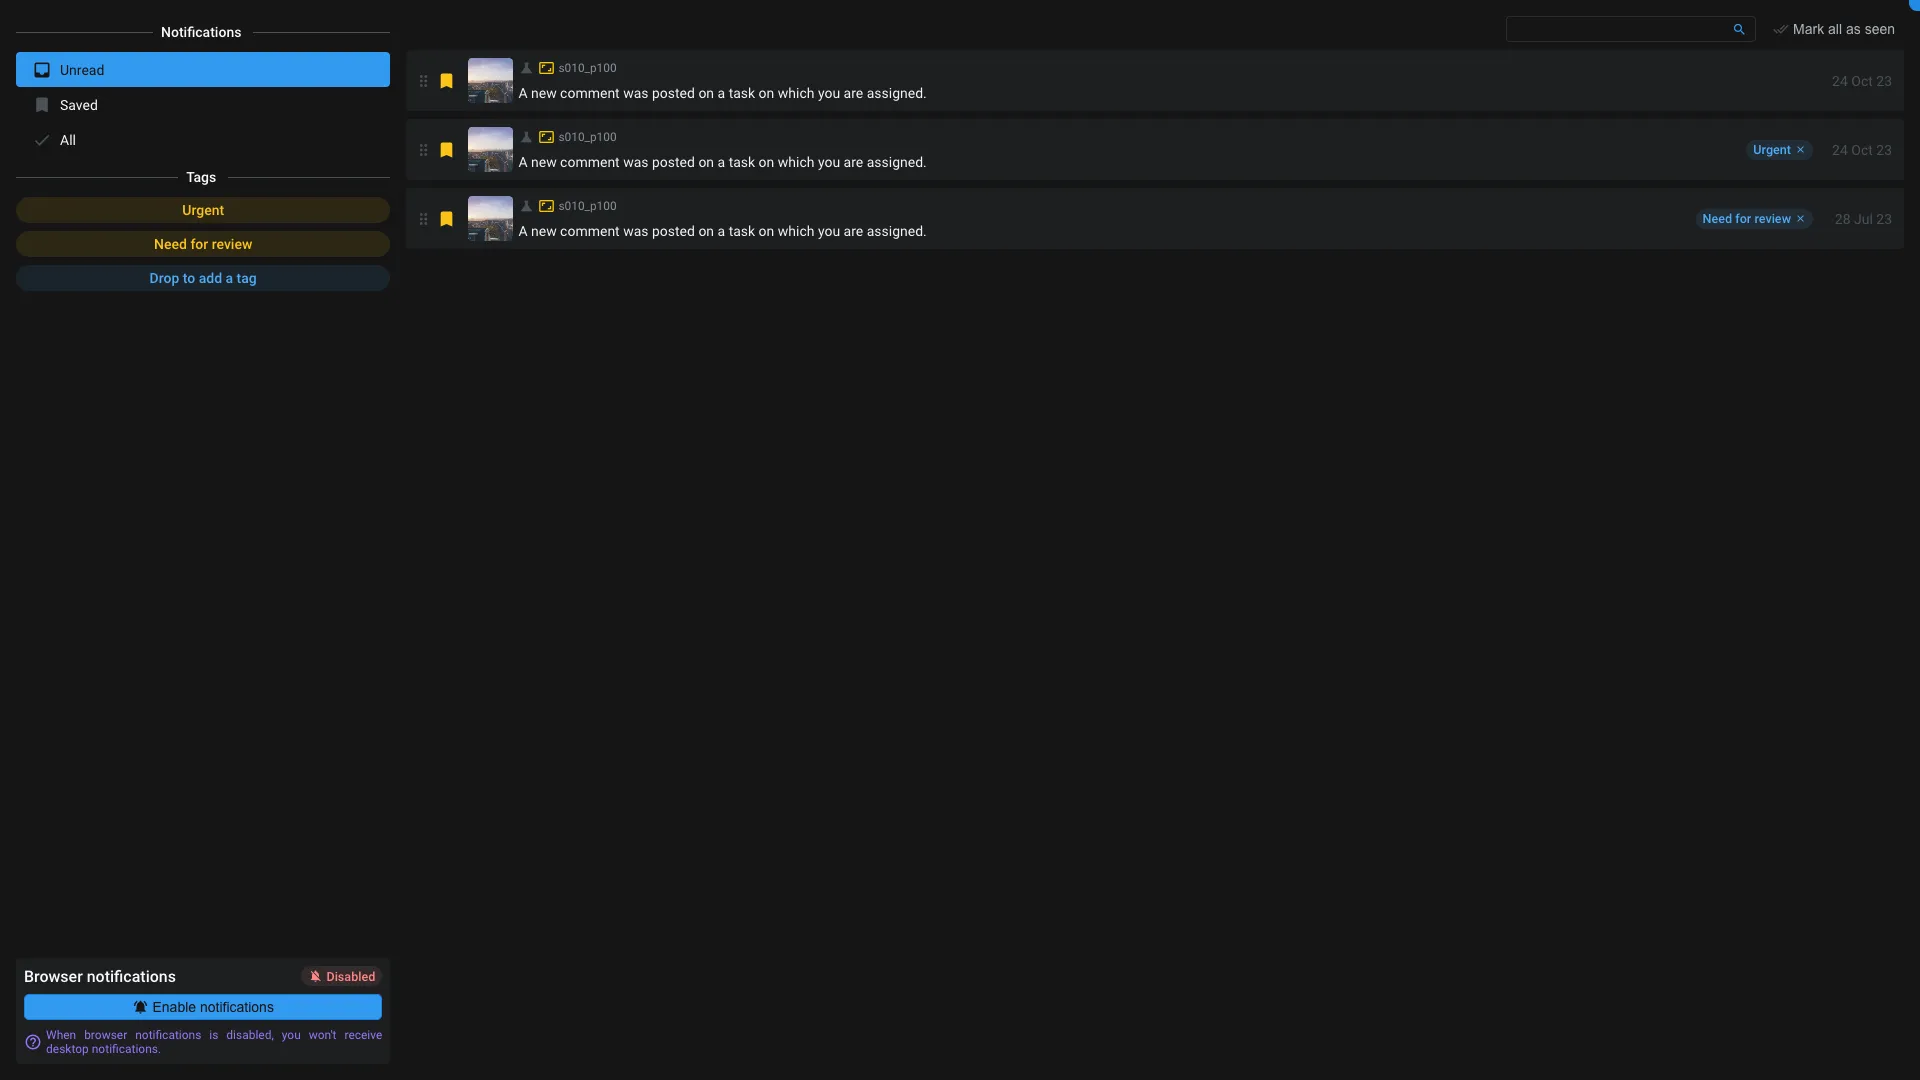 Notifications
Unread
Saved
All
Tags
Urgent
Need for review
Drop to add a tag
Mark all as seen
s010_p100
A new comment was posted on a task on which you are assigned.
24 Oct 23
s010_p100
A new comment was posted on a task on which you are assigned.
Urgent ×
24 Oct 23
s010_p100
A new comment was posted on a task on which you are assigned.
Need for review ×
28 Jul 23
Browser notifications
Disabled
Enable notifications
When browser notifications is disabled, you won't receive
desktop notifications.